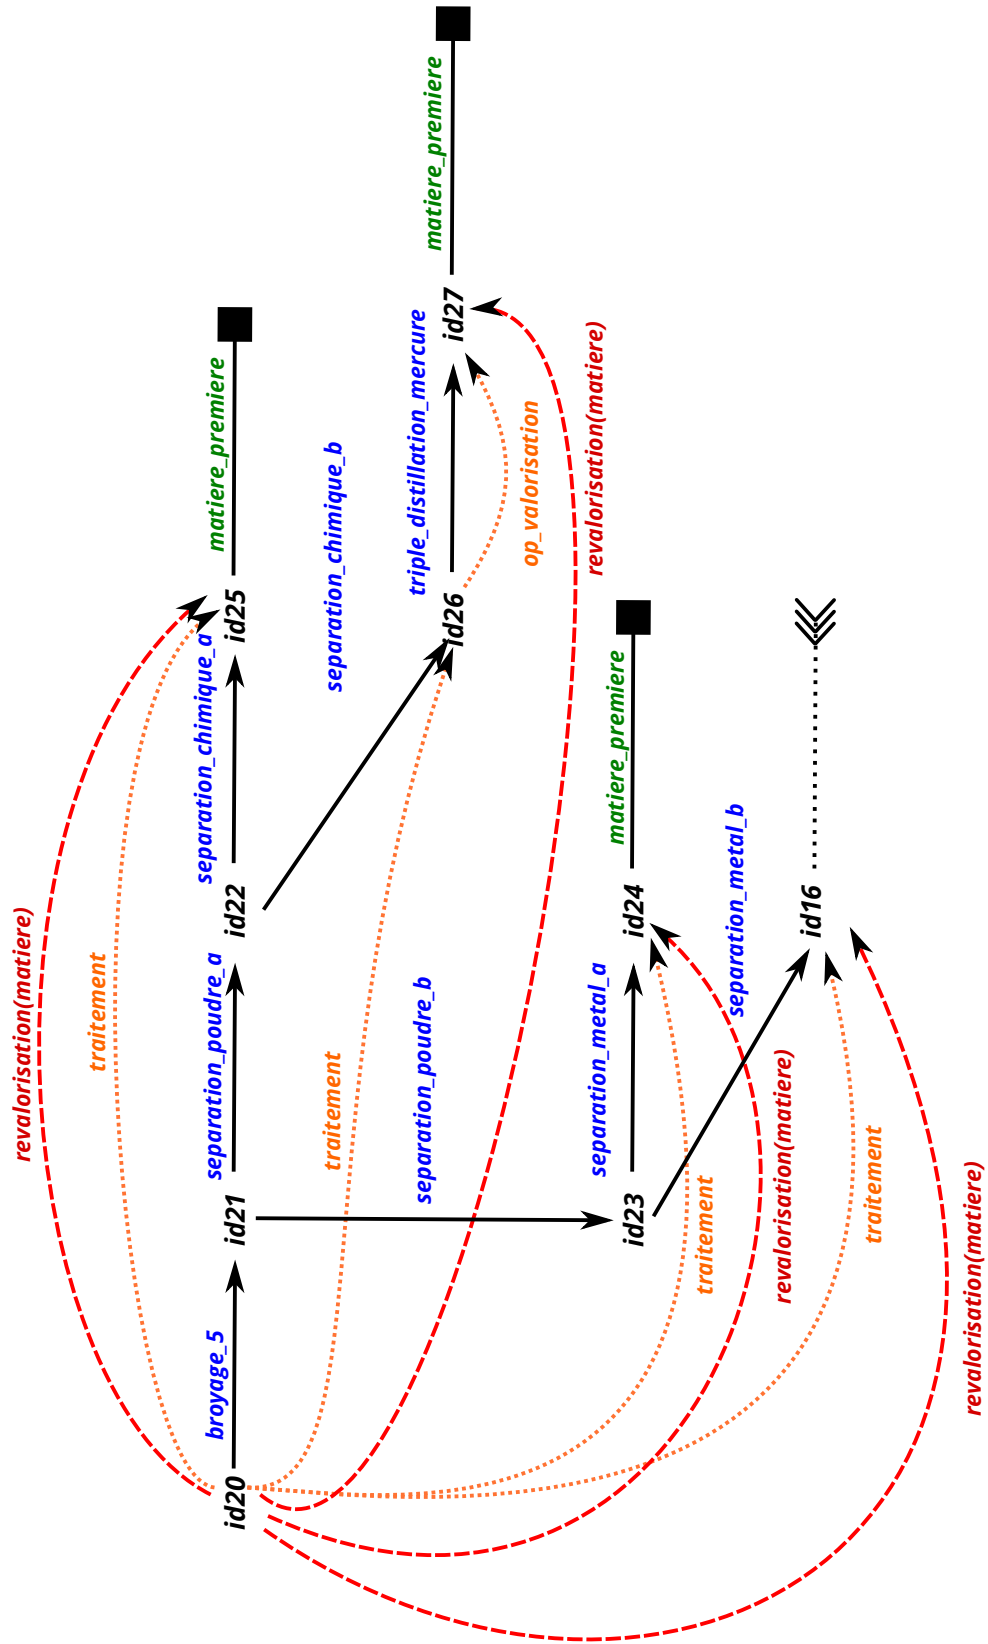 matiere_premiere
id27
matiere_premiere
triple_distillation_mercure
revalorisation(matiere)
op_valorisation
separation_chimique_b
id25
id26
separation_chimique_a
matiere_premiere
separation_metal_b
id22
id24
id16
revalorisation(matiere)
traitement
separation_poudre_a
separation_poudre_b
separation_metal_a
traitement
revalorisation(matiere)
id21
id23
traitement
traitement
revalorisation(matiere)
broyage_5
id20